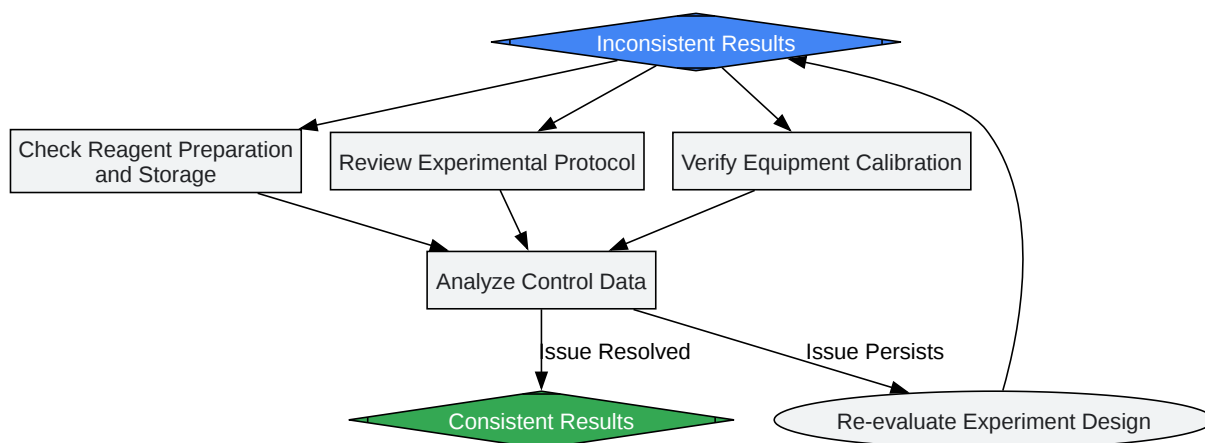 Inconsistent Results
Check Reagent Preparation
and Storage
Review Experimental Protocol
Verify Equipment Calibration
Analyze Control Data
Issue Resolved
Issue Persists
Consistent Results
Re-evaluate Experiment Design